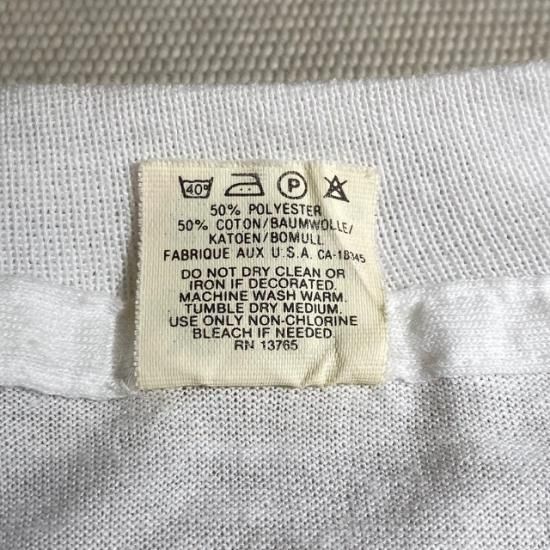 40° P
50% POLYESTER
50% COTON/BAUMWOLLE/
KATOEN/BOMULL
FABRIQUE AUX U.S.A. CA-18345
DO NOT DRY CLEAN OR
IRON IF DECORATED.
MACHINE WASH WARM.
TUMBLE DRY MEDIUM.
USE ONLY NON-CHLORINE
BLEACH IF NEEDED.
RN 13765